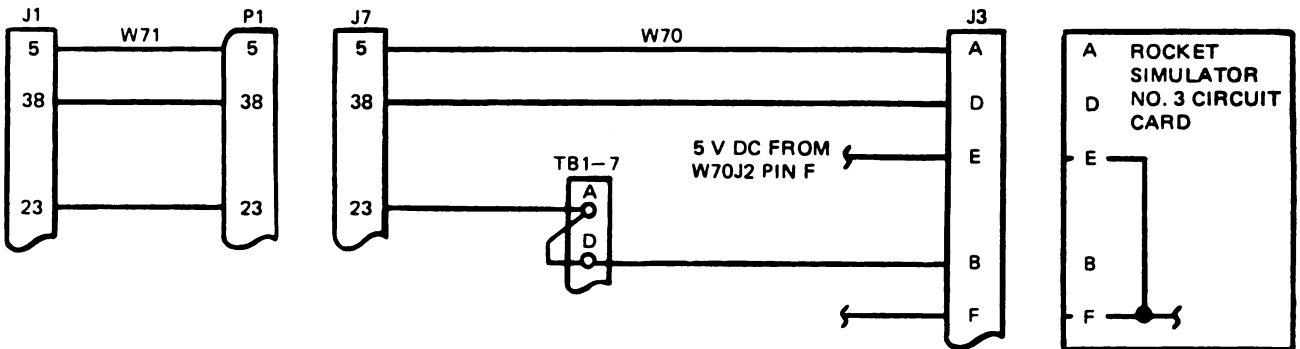 J1 P1 J7 J3
W71 W70
5 5 5 A A ROCKET
SIMULATOR
38 38 38 D D NO. 3 CIRCUIT
CARD
5 V DC FROM
W70J2 PIN F
E E
TB1–7
A
23 23 23
D
B B
F F